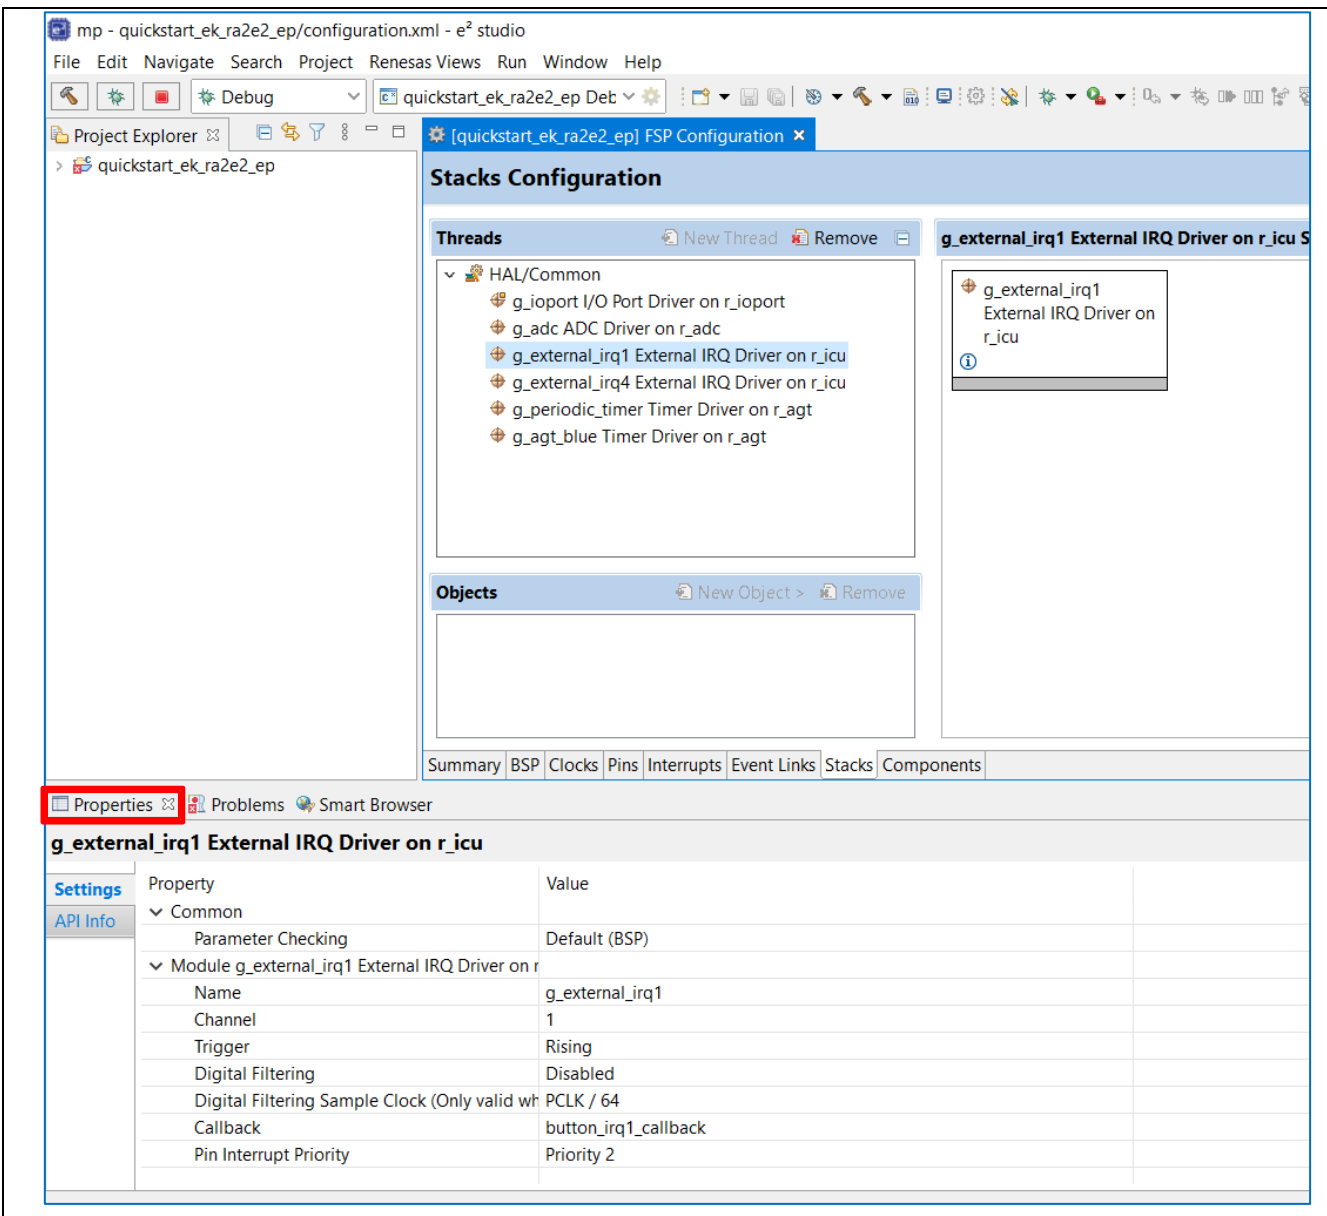 mp - quickstart_ek_ra2e2_ep/configuration.xml - e² studio
File Edit Navigate Search Project Renesas Views Run Window Help
Debug
quickstart_ek_ra2e2_ep Deb
Project Explorer
[quickstart_ek_ra2e2_ep] FSP Configuration
quickstart_ek_ra2e2_ep
Stacks Configuration
Threads
New Thread
Remove
g_external_irq1 External IRQ Driver on r_icu S
HAL/Common
g_ioport I/O Port Driver on r_ioport
g_adc ADC Driver on r_adc
g_external_irq1 External IRQ Driver on r_icu
g_external_irq4 External IRQ Driver on r_icu
g_periodic_timer Timer Driver on r_agt
g_agt_blue Timer Driver on r_agt
g_external_irq1
External IRQ Driver on
r_icu
Objects
New Object >
Remove
Summary BSP Clocks Pins Interrupts Event Links Stacks Components
Properties Problems Smart Browser
g_external_irq1 External IRQ Driver on r_icu
Settings
API Info
Property Value
Common
Parameter Checking Default (BSP)
Module g_external_irq1 External IRQ Driver on r
Name g_external_irq1
Channel 1
Trigger Rising
Digital Filtering Disabled
Digital Filtering Sample Clock (Only valid wh PCLK / 64
Callback button_irq1_callback
Pin Interrupt Priority Priority 2